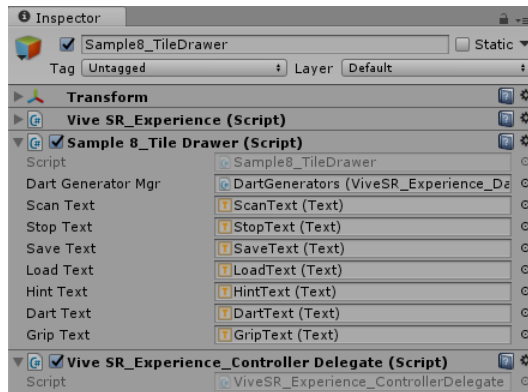 Inspector
Sample8_TileDrawer Static
Tag Untagged Layer Default
Transform
Vive SR_Experience (Script)
Sample 8_Tile Drawer (Script)
Script Sample8_TileDrawer
Dart Generator Mgr DartGenerators (ViveSR_Experience_Da
Scan Text ScanText (Text)
Stop Text StopText (Text)
Save Text SaveText (Text)
Load Text LoadText (Text)
Hint Text HintText (Text)
Dart Text DartText (Text)
Grip Text GripText (Text)
Vive SR_Experience_Controller Delegate (Script)
Script ViveSR_Experience_ControllerDelegate